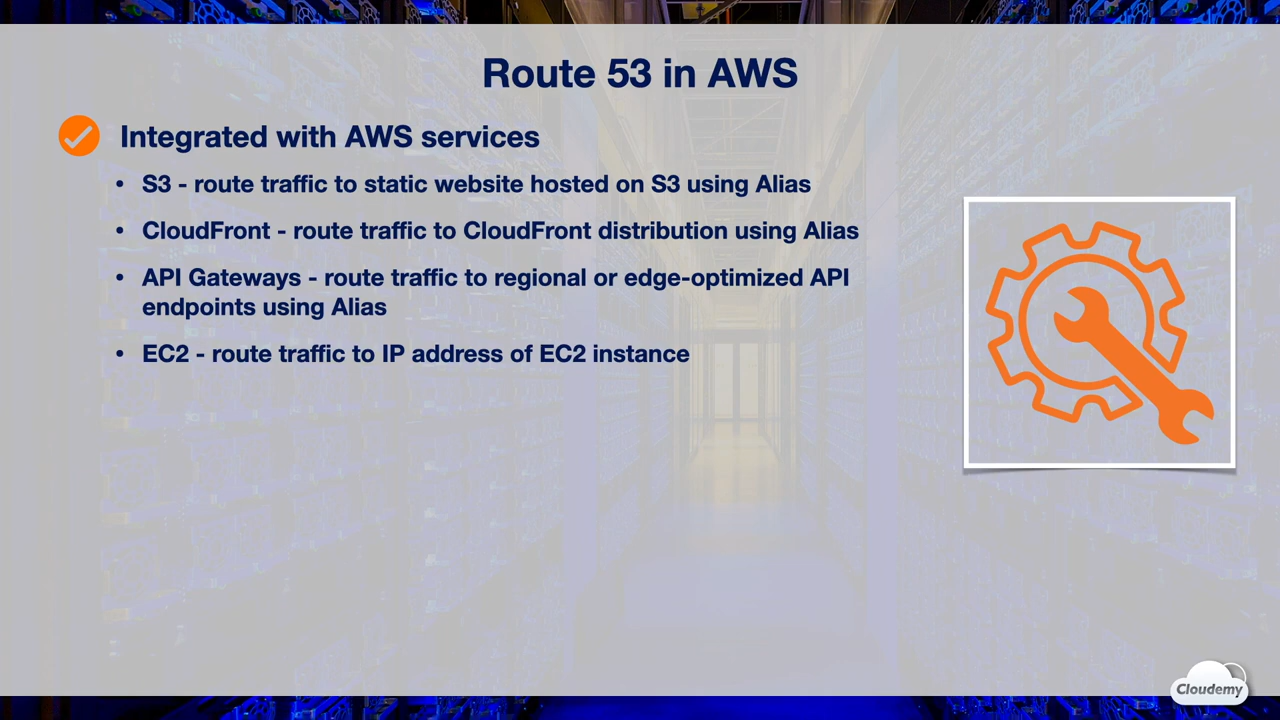 Route 53 in AWS
Integrated with AWS services
• S3 - route traffic to static website hosted on S3 using Alias
• CloudFront - route traffic to CloudFront distribution using Alias
• API Gateways - route traffic to regional or edge-optimized API
endpoints using Alias
• EC2 - route traffic to IP address of EC2 instance
Cloudemy